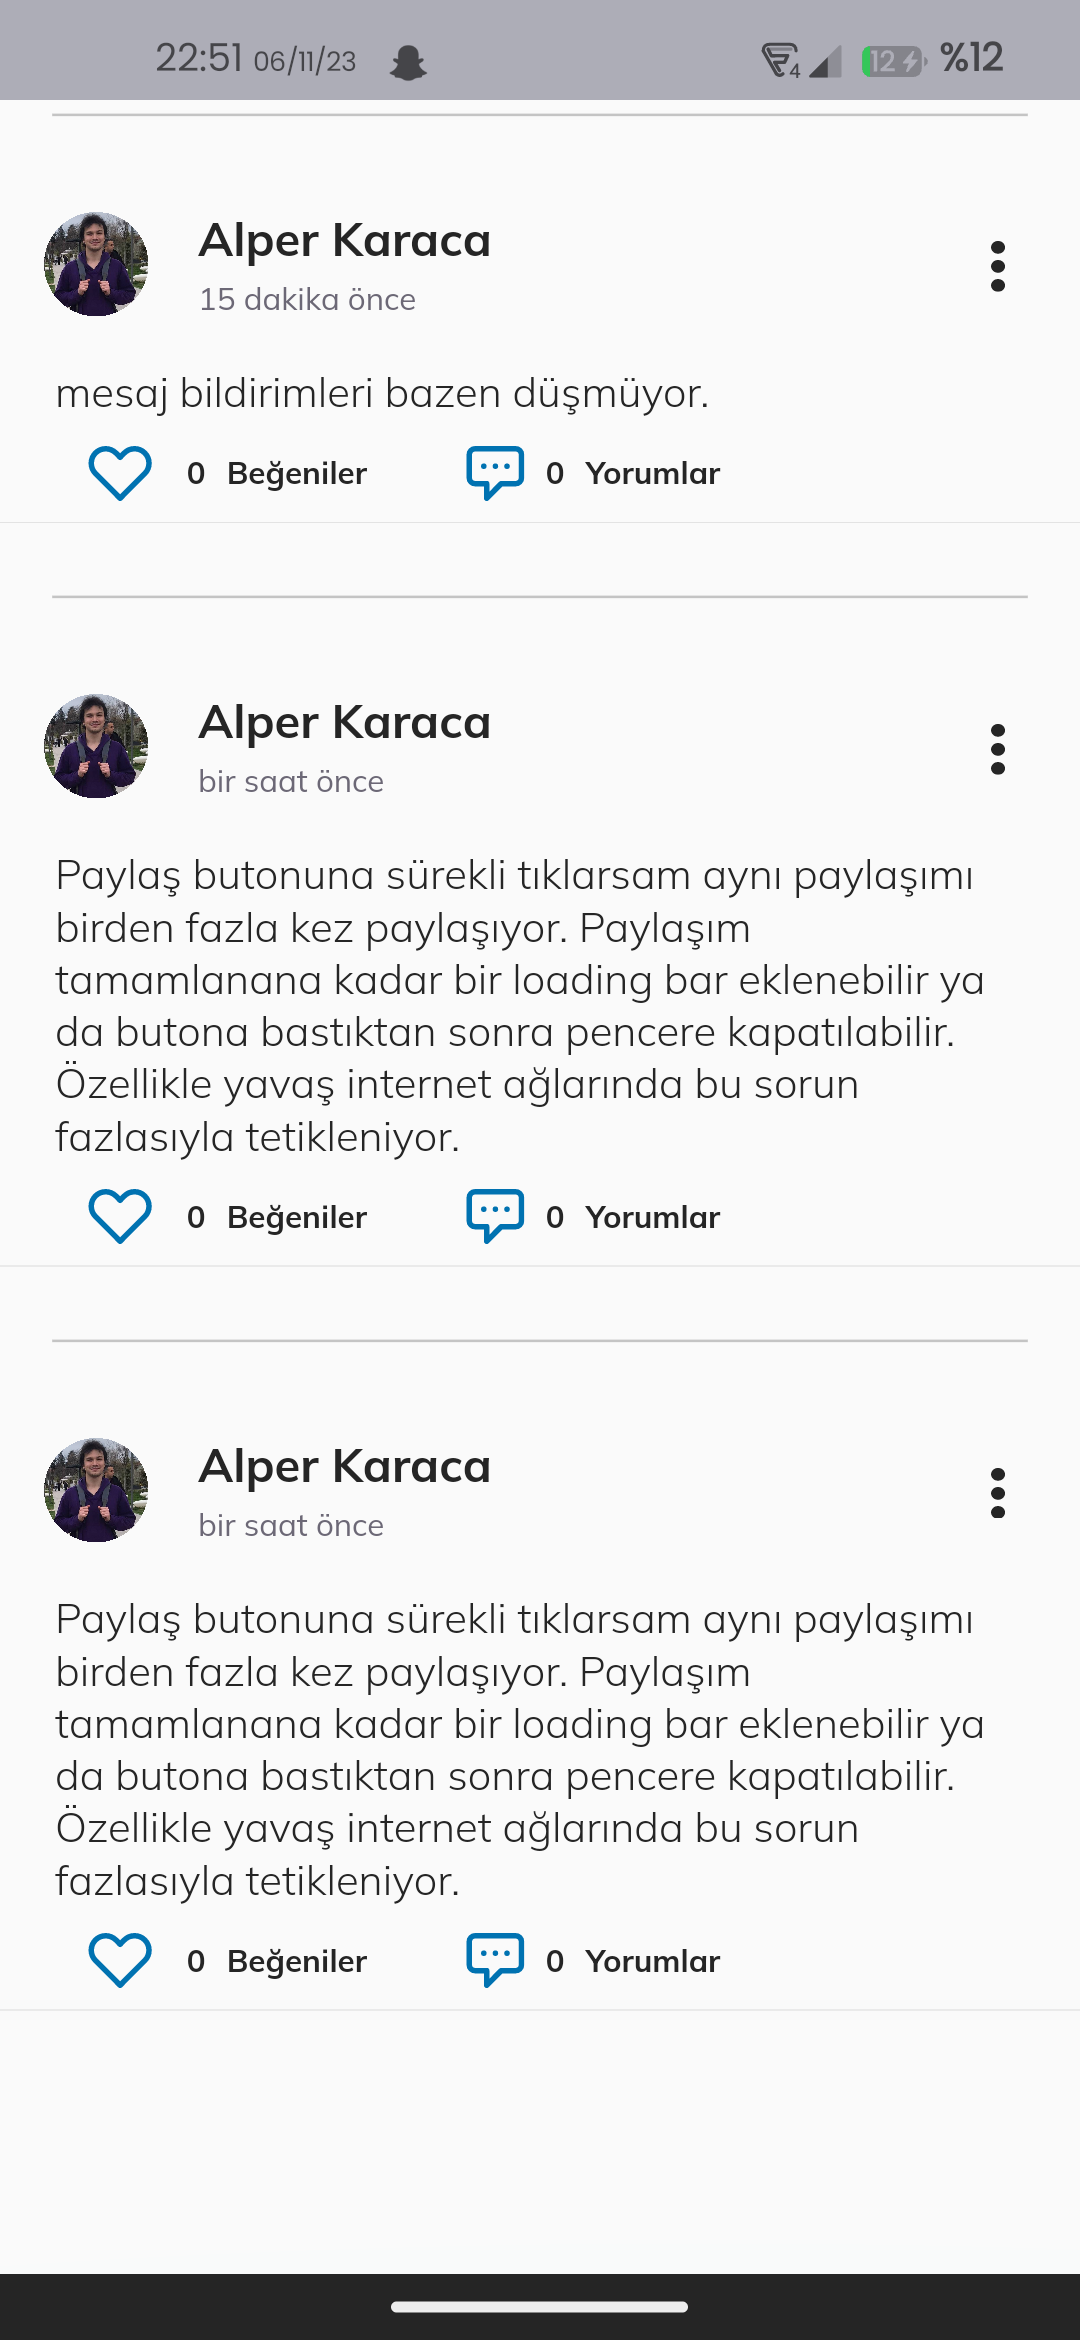 22:51 06/11/23 4 12 %12
Alper Karaca
15 dakika önce
mesaj bildirimleri bazen düşmüyor.
0 Beğeniler 0 Yorumlar
Alper Karaca
bir saat önce
Paylaş butonuna sürekli tıklarsam aynı paylaşımı
birden fazla kez paylaşıyor. Paylaşım
tamamlanana kadar bir loading bar eklenebilir ya
da butona bastıktan sonra pencere kapatılabilir.
Özellikle yavaş internet ağlarında bu sorun
fazlasıyla tetikleniyor.
0 Beğeniler 0 Yorumlar
Alper Karaca
bir saat önce
Paylaş butonuna sürekli tıklarsam aynı paylaşımı
birden fazla kez paylaşıyor. Paylaşım
tamamlanana kadar bir loading bar eklenebilir ya
da butona bastıktan sonra pencere kapatılabilir.
Özellikle yavaş internet ağlarında bu sorun
fazlasıyla tetikleniyor.
0 Beğeniler 0 Yorumlar